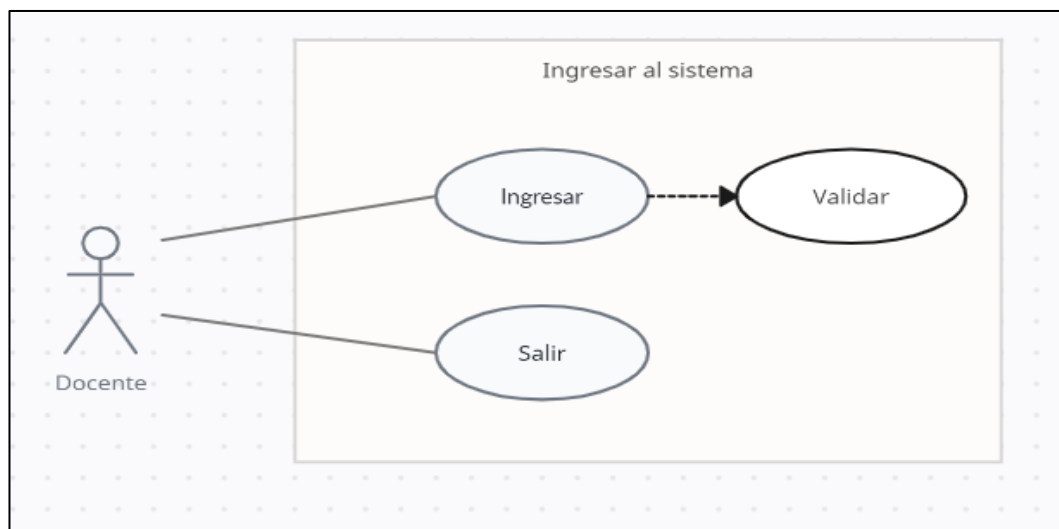 Ingresar al sistema
Ingresar
Validar
Salir
Docente